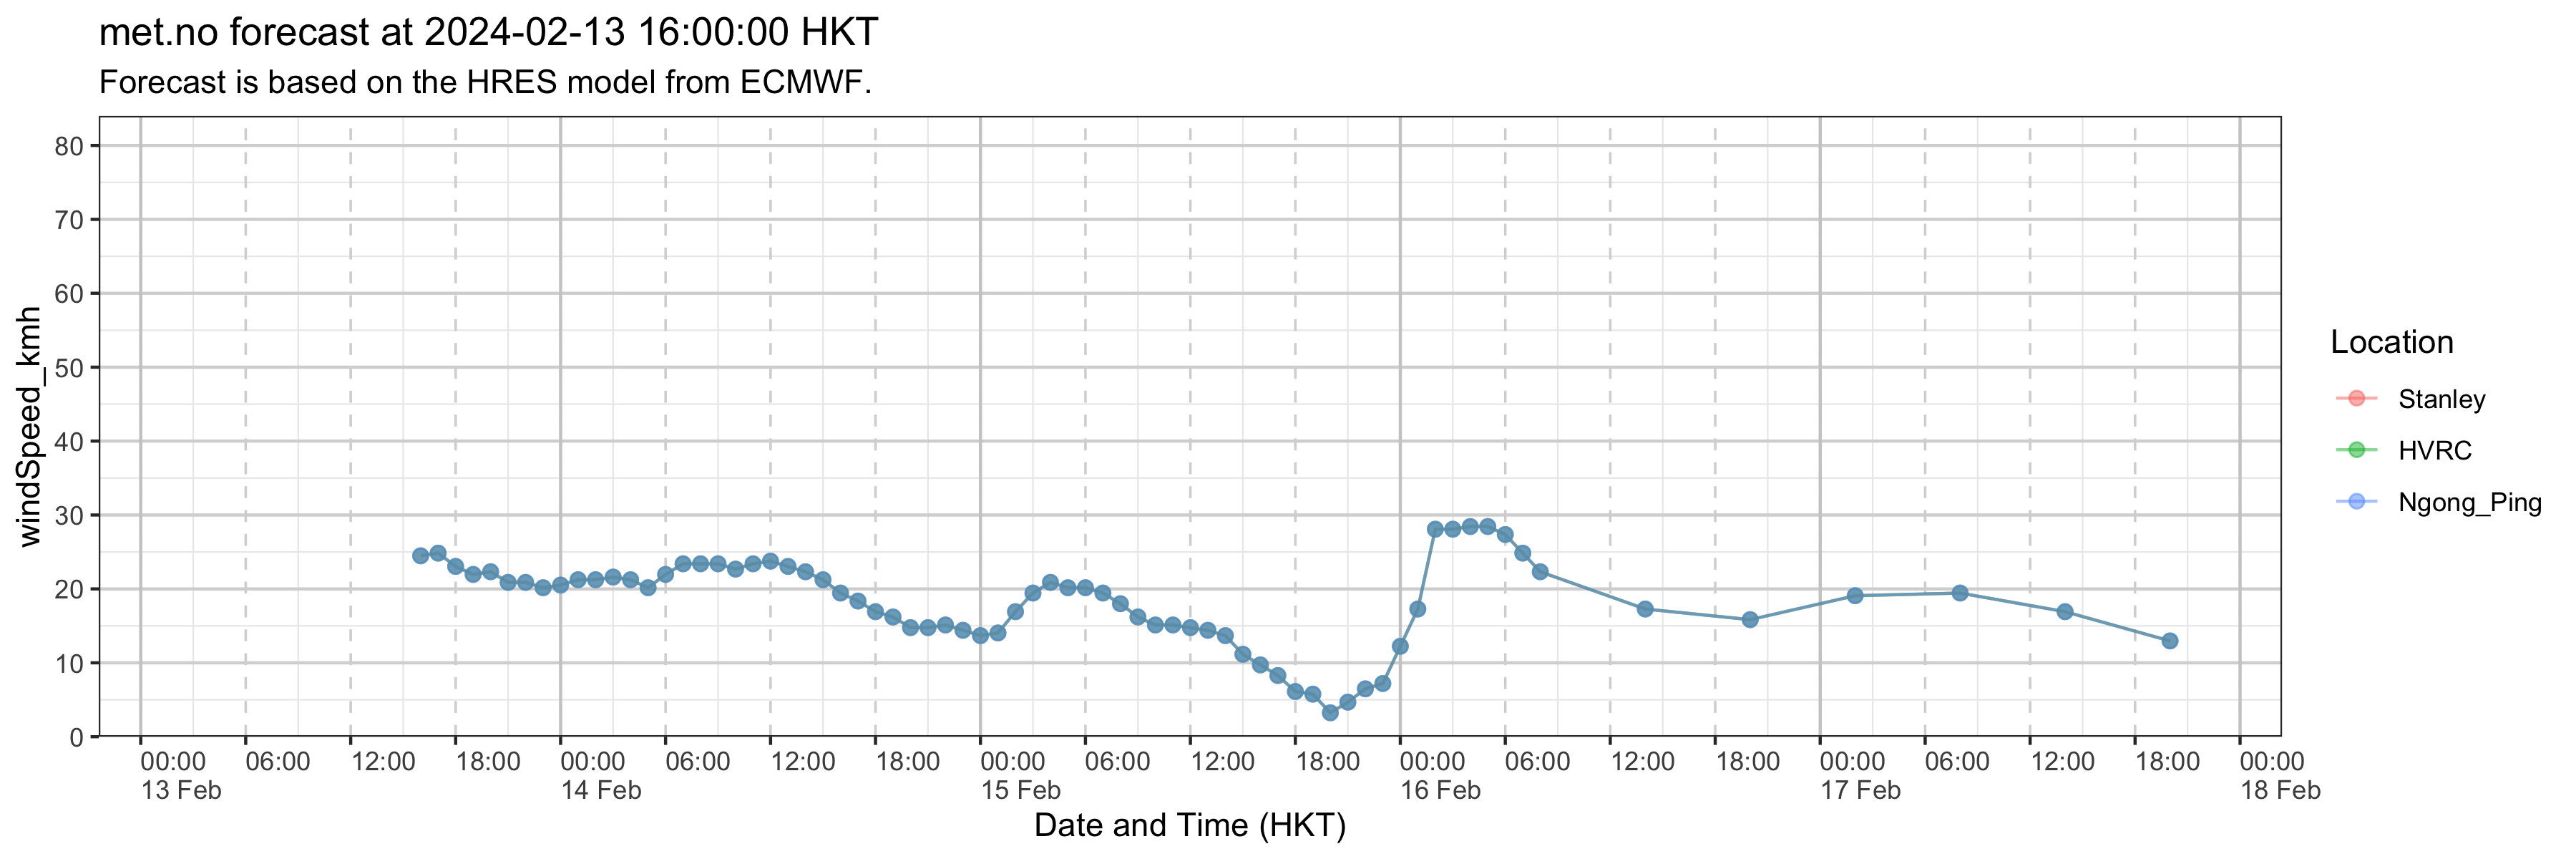 met.no forecast at 2024-02-13 16:00:00 HKT
Forecast is based on the HRES model from ECMWF.
windSpeed_kmh
80
70
60
50
40
30
20
10
0
00:00 06:00 12:00 18:00 00:00 06:00 12:00 18:00 00:00 06:00 12:00 18:00 00:00 06:00 12:00 18:00 00:00 06:00 12:00 18:00 00:00
13 Feb 14 Feb 15 Feb 16 Feb 17 Feb 18 Feb
Date and Time (HKT)
Location
Stanley
HVRC
Ngong_Ping